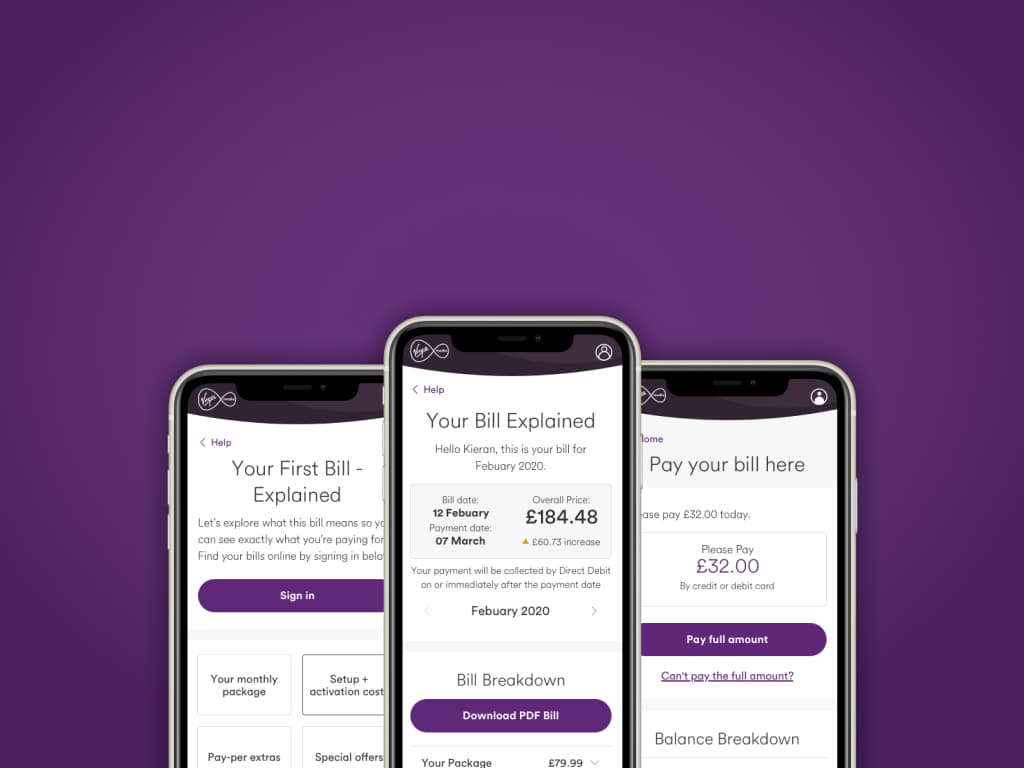 Virgin media
Help
Your First Bill -
Explained
Let's explore what this bill means so yo
can see exactly what you're paying for
Find your bills online by signing in belo
Sign in
Your monthly
package
Setup +
activation cost
Pay-per extras
Special offers
Virgin media
Help
Your Bill Explained
Hello Kieran, this is your bill for
Febuary 2020.
Bill date:
12 Febuary
Payment date:
07 March
Overall Price:
£184.48
£60.73 increase
Your payment will be collected by Direct Debit
on or immediately after the payment date
Febuary 2020
Bill Breakdown
Download PDF Bill
Your Package £79.99
media
ome
Pay your bill here
ase pay £32.00 today.
Please Pay
£32.00
By credit or debit card
Pay full amount
Can't pay the full amount?
Balance Breakdown